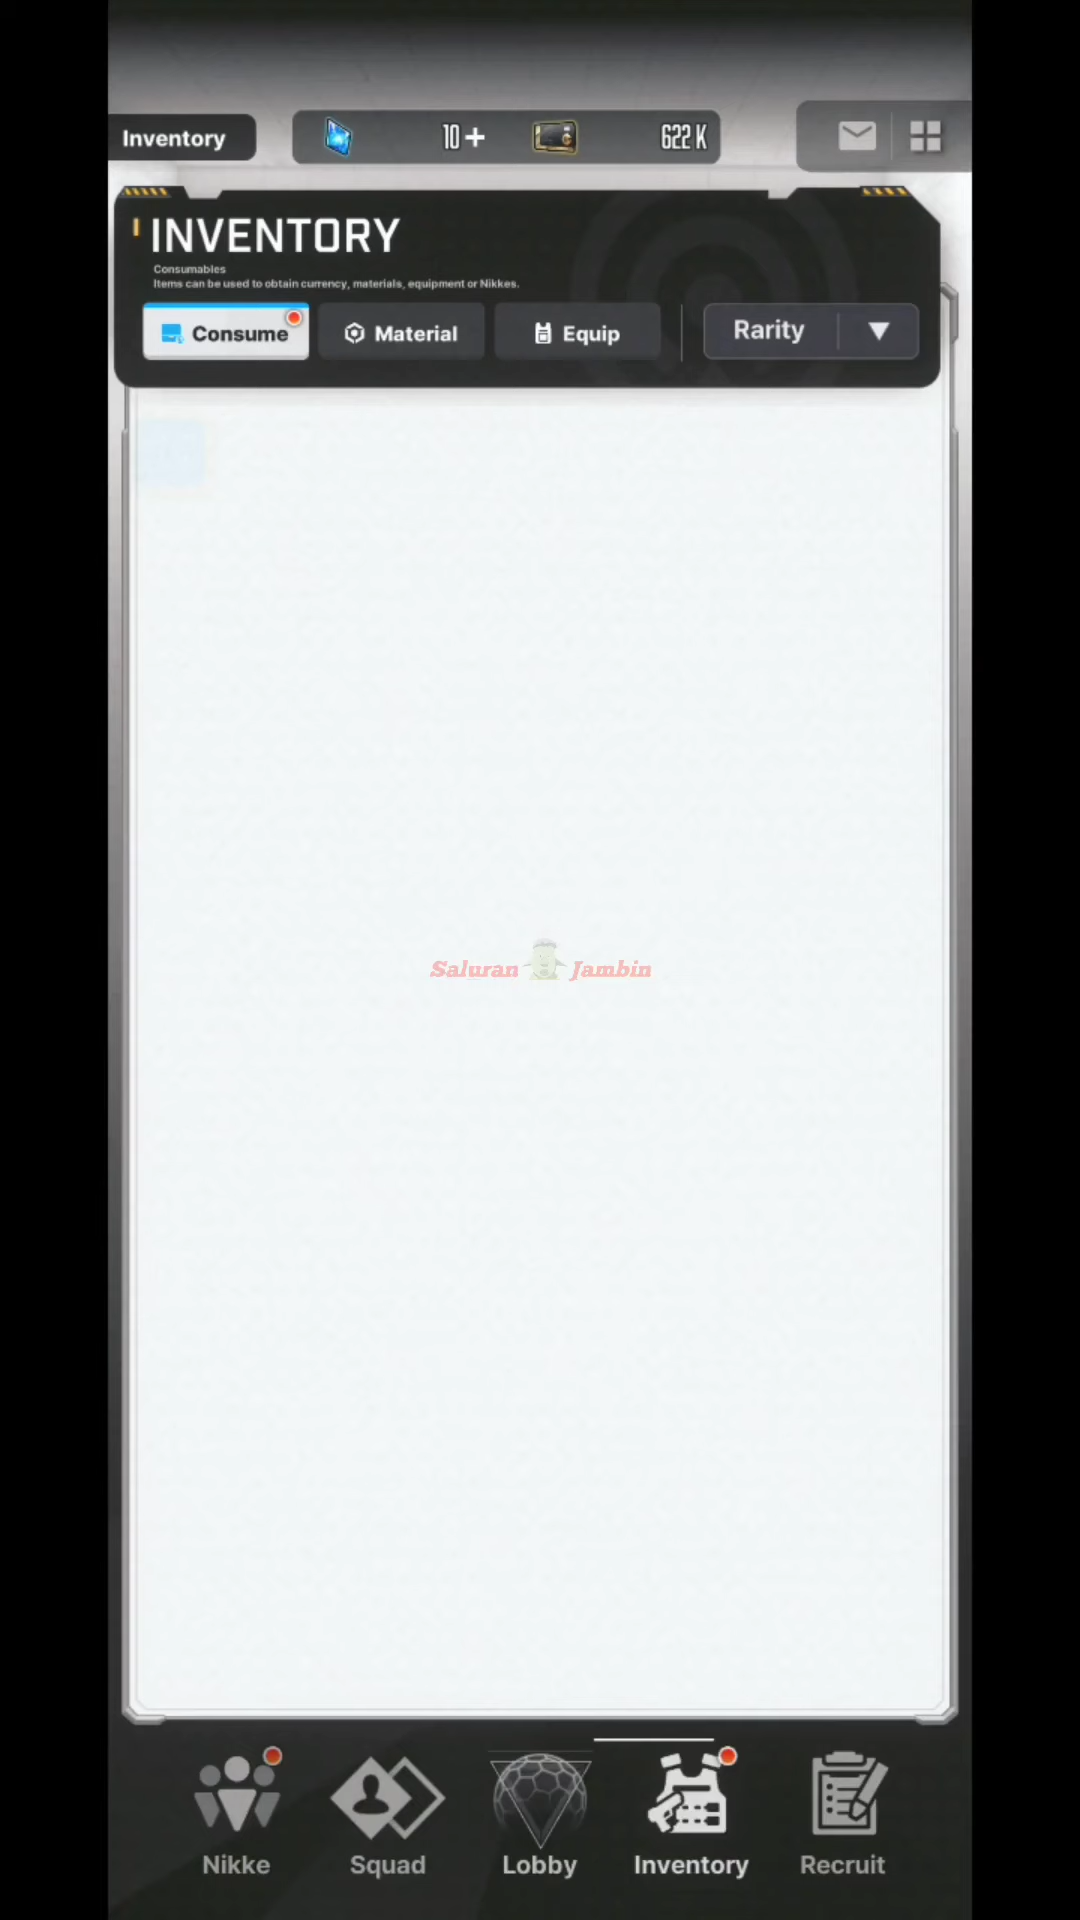 Inventory
10+
622 K
INVENTORY
Consumables
Items can be used to obtain currency, materials, equipment or Nikkes.
Consume
Material
Equip
Rarity
Saluran Jambin
Nikke
Squad
Lobby
Inventory
Recruit